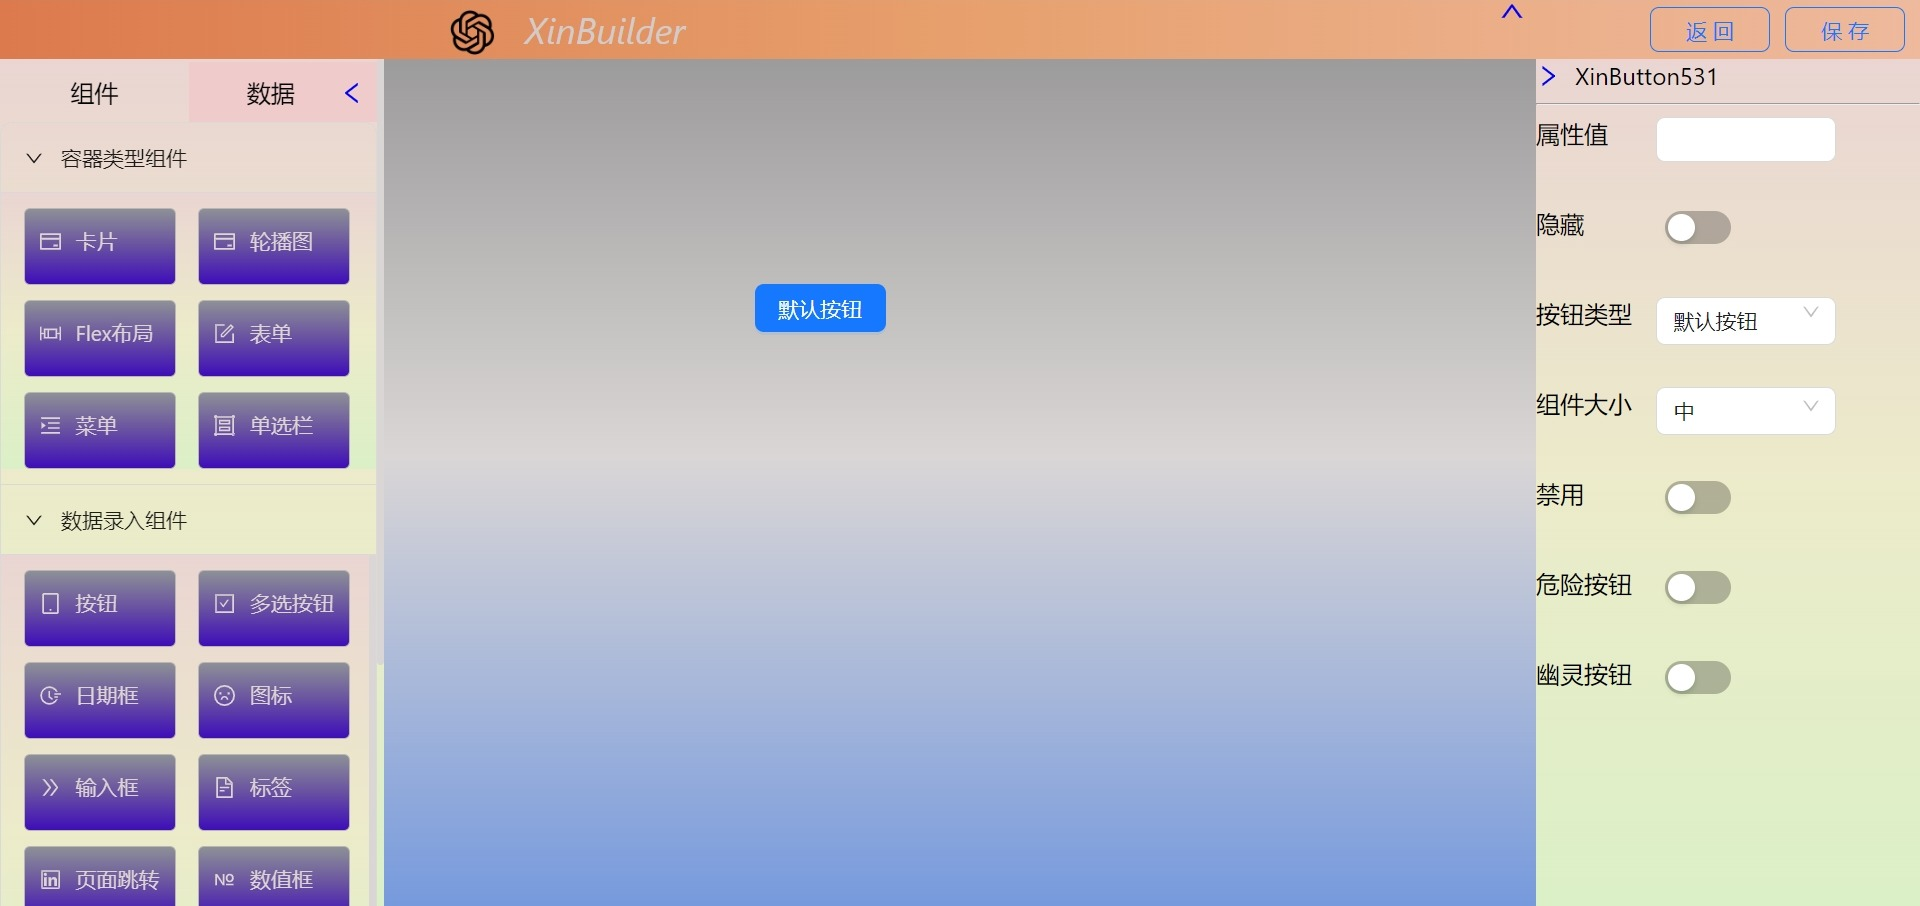 XinBuilder
返 回
保 存
组件
数据
容器类型组件
卡片
轮播图
Flex布局
表单
菜单
单选栏
数据录入组件
按钮
多选按钮
日期框
图标
输入框
标签
页面跳转
数值框
默认按钮
XinButton531
属性值
隐藏
按钮类型
默认按钮
组件大小
中
禁用
危险按钮
幽灵按钮